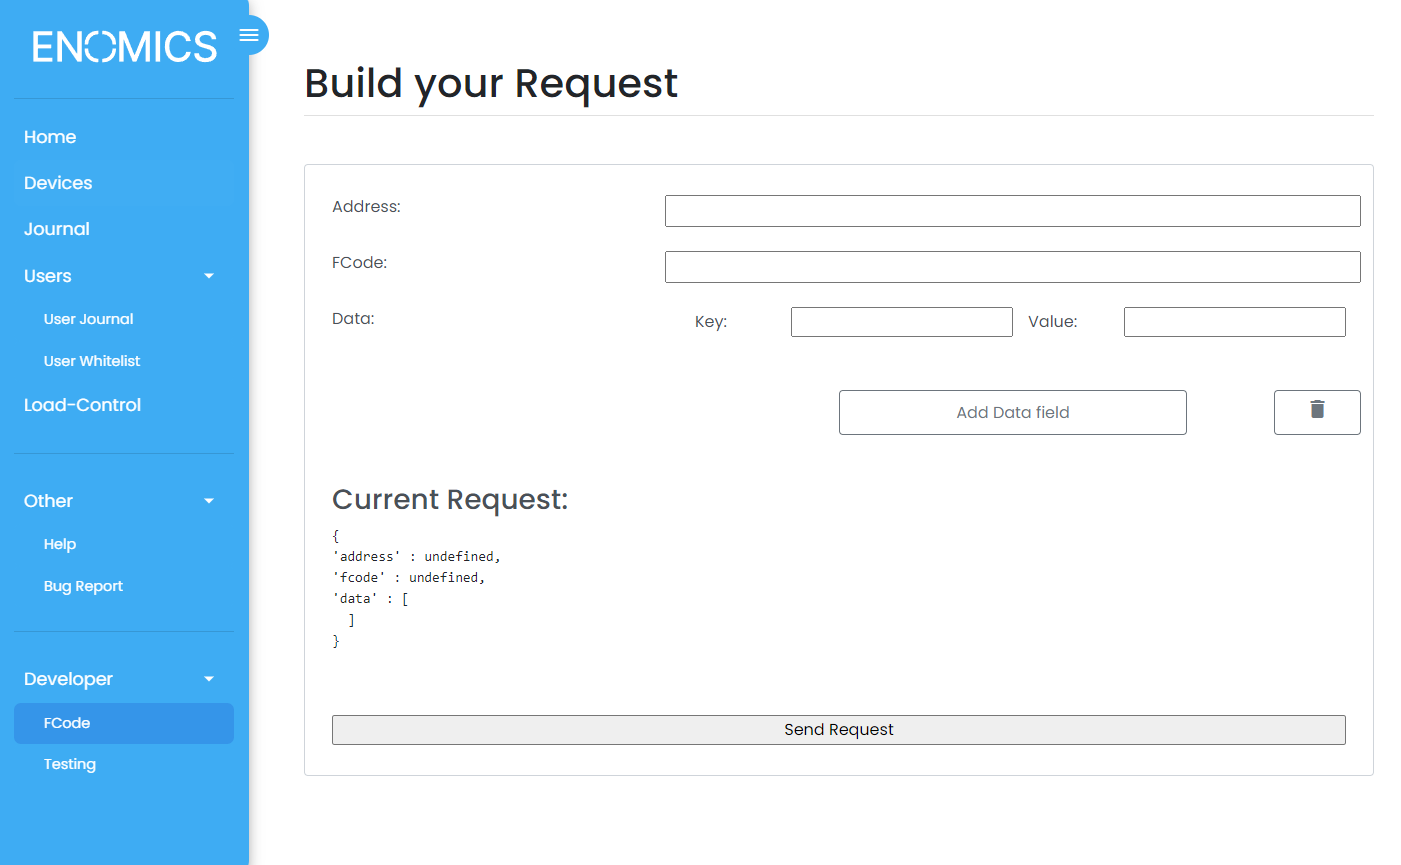 ENOMICS
Home
Devices
Journal
Users
User Journal
User Whitelist
Load-Control
Other
Help
Bug Report
Developer
FCode
Testing
Build your Request
Address:
FCode:
Data: Key: Value:
Add Data field
Current Request:
{
'address' : undefined,
'fcode' : undefined,
'data' : [
]
}
Send Request